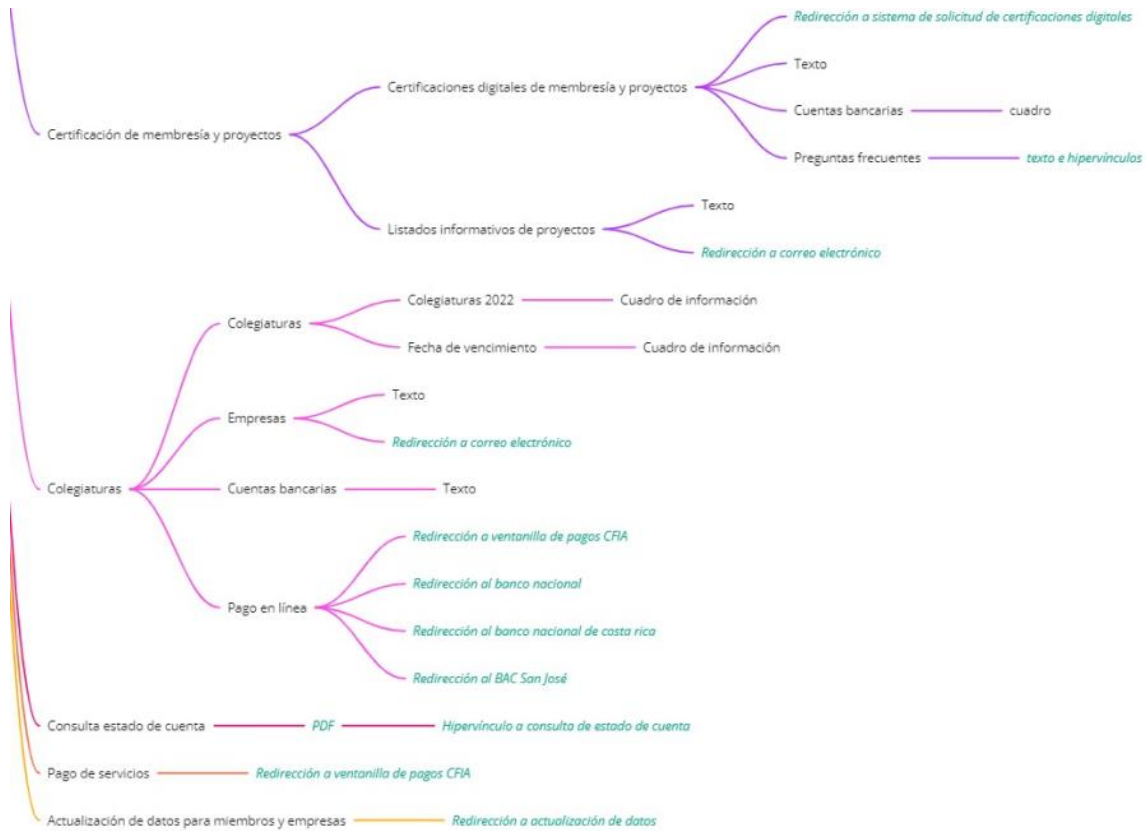 Redirección a sistema de solicitud de certificaciones digitales
Texto
Certificaciones digitales de membresía y proyectos
Cuentas bancarias
cuadro
Certificación de membresía y proyectos
Preguntas frecuentes
texto e hipervínculos
Texto
Listados informativos de proyectos
Redirección a correo electrónico
Colegiaturas 2022
Cuadro de información
Colegiaturas
Fecha de vencimiento
Cuadro de información
Texto
Empresas
Redirección a correo electrónico
Colegiaturas
Cuentas bancarias
Texto
Redirección a ventanilla de pagos CFIA
Redirección al banco nacional
Pago en línea
Redirección al banco nacional de costa rica
Redirección al BAC San José
Consulta estado de cuenta
PDF
Hipervínculo a consulta de estado de cuenta
Pago de servicios
Redirección a ventanilla de pagos CFIA
Actualización de datos para miembros y empresas
Redirección a actualización de datos